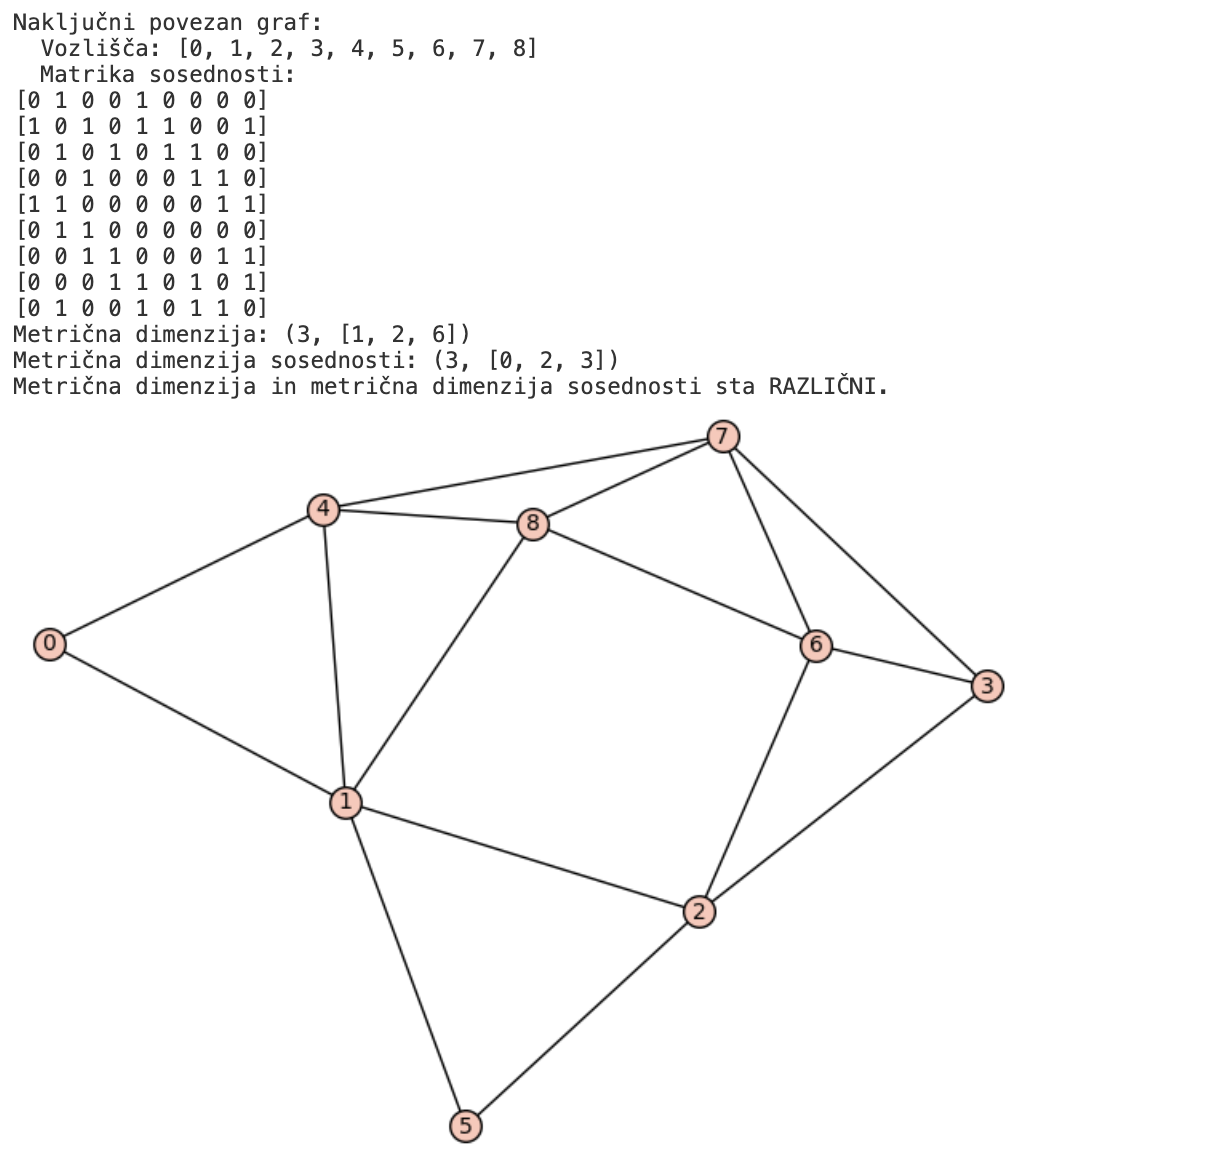 Naključni povezan graf:
Vozlišča: [0, 1, 2, 3, 4, 5, 6, 7, 8]
Matrika sosednosti:
[0 1 0 0 1 0 0 0 0]
[1 0 1 0 1 1 0 0 1]
[0 1 0 1 0 1 1 0 0]
[0 0 1 0 0 0 1 1 0]
[1 1 0 0 0 0 0 1 1]
[0 1 1 0 0 0 0 0 0]
[0 0 1 1 0 0 0 1 1]
[0 0 0 1 1 0 1 0 1]
[0 1 0 0 1 0 1 1 0]
Metrična dimenzija: (3, [1, 2, 6])
Metrična dimenzija sosednosti: (3, [0, 2, 3])
Metrična dimenzija in metrična dimenzija sosednosti sta RAZLIČNI.
7
4
8
0
6
3
1
2
5